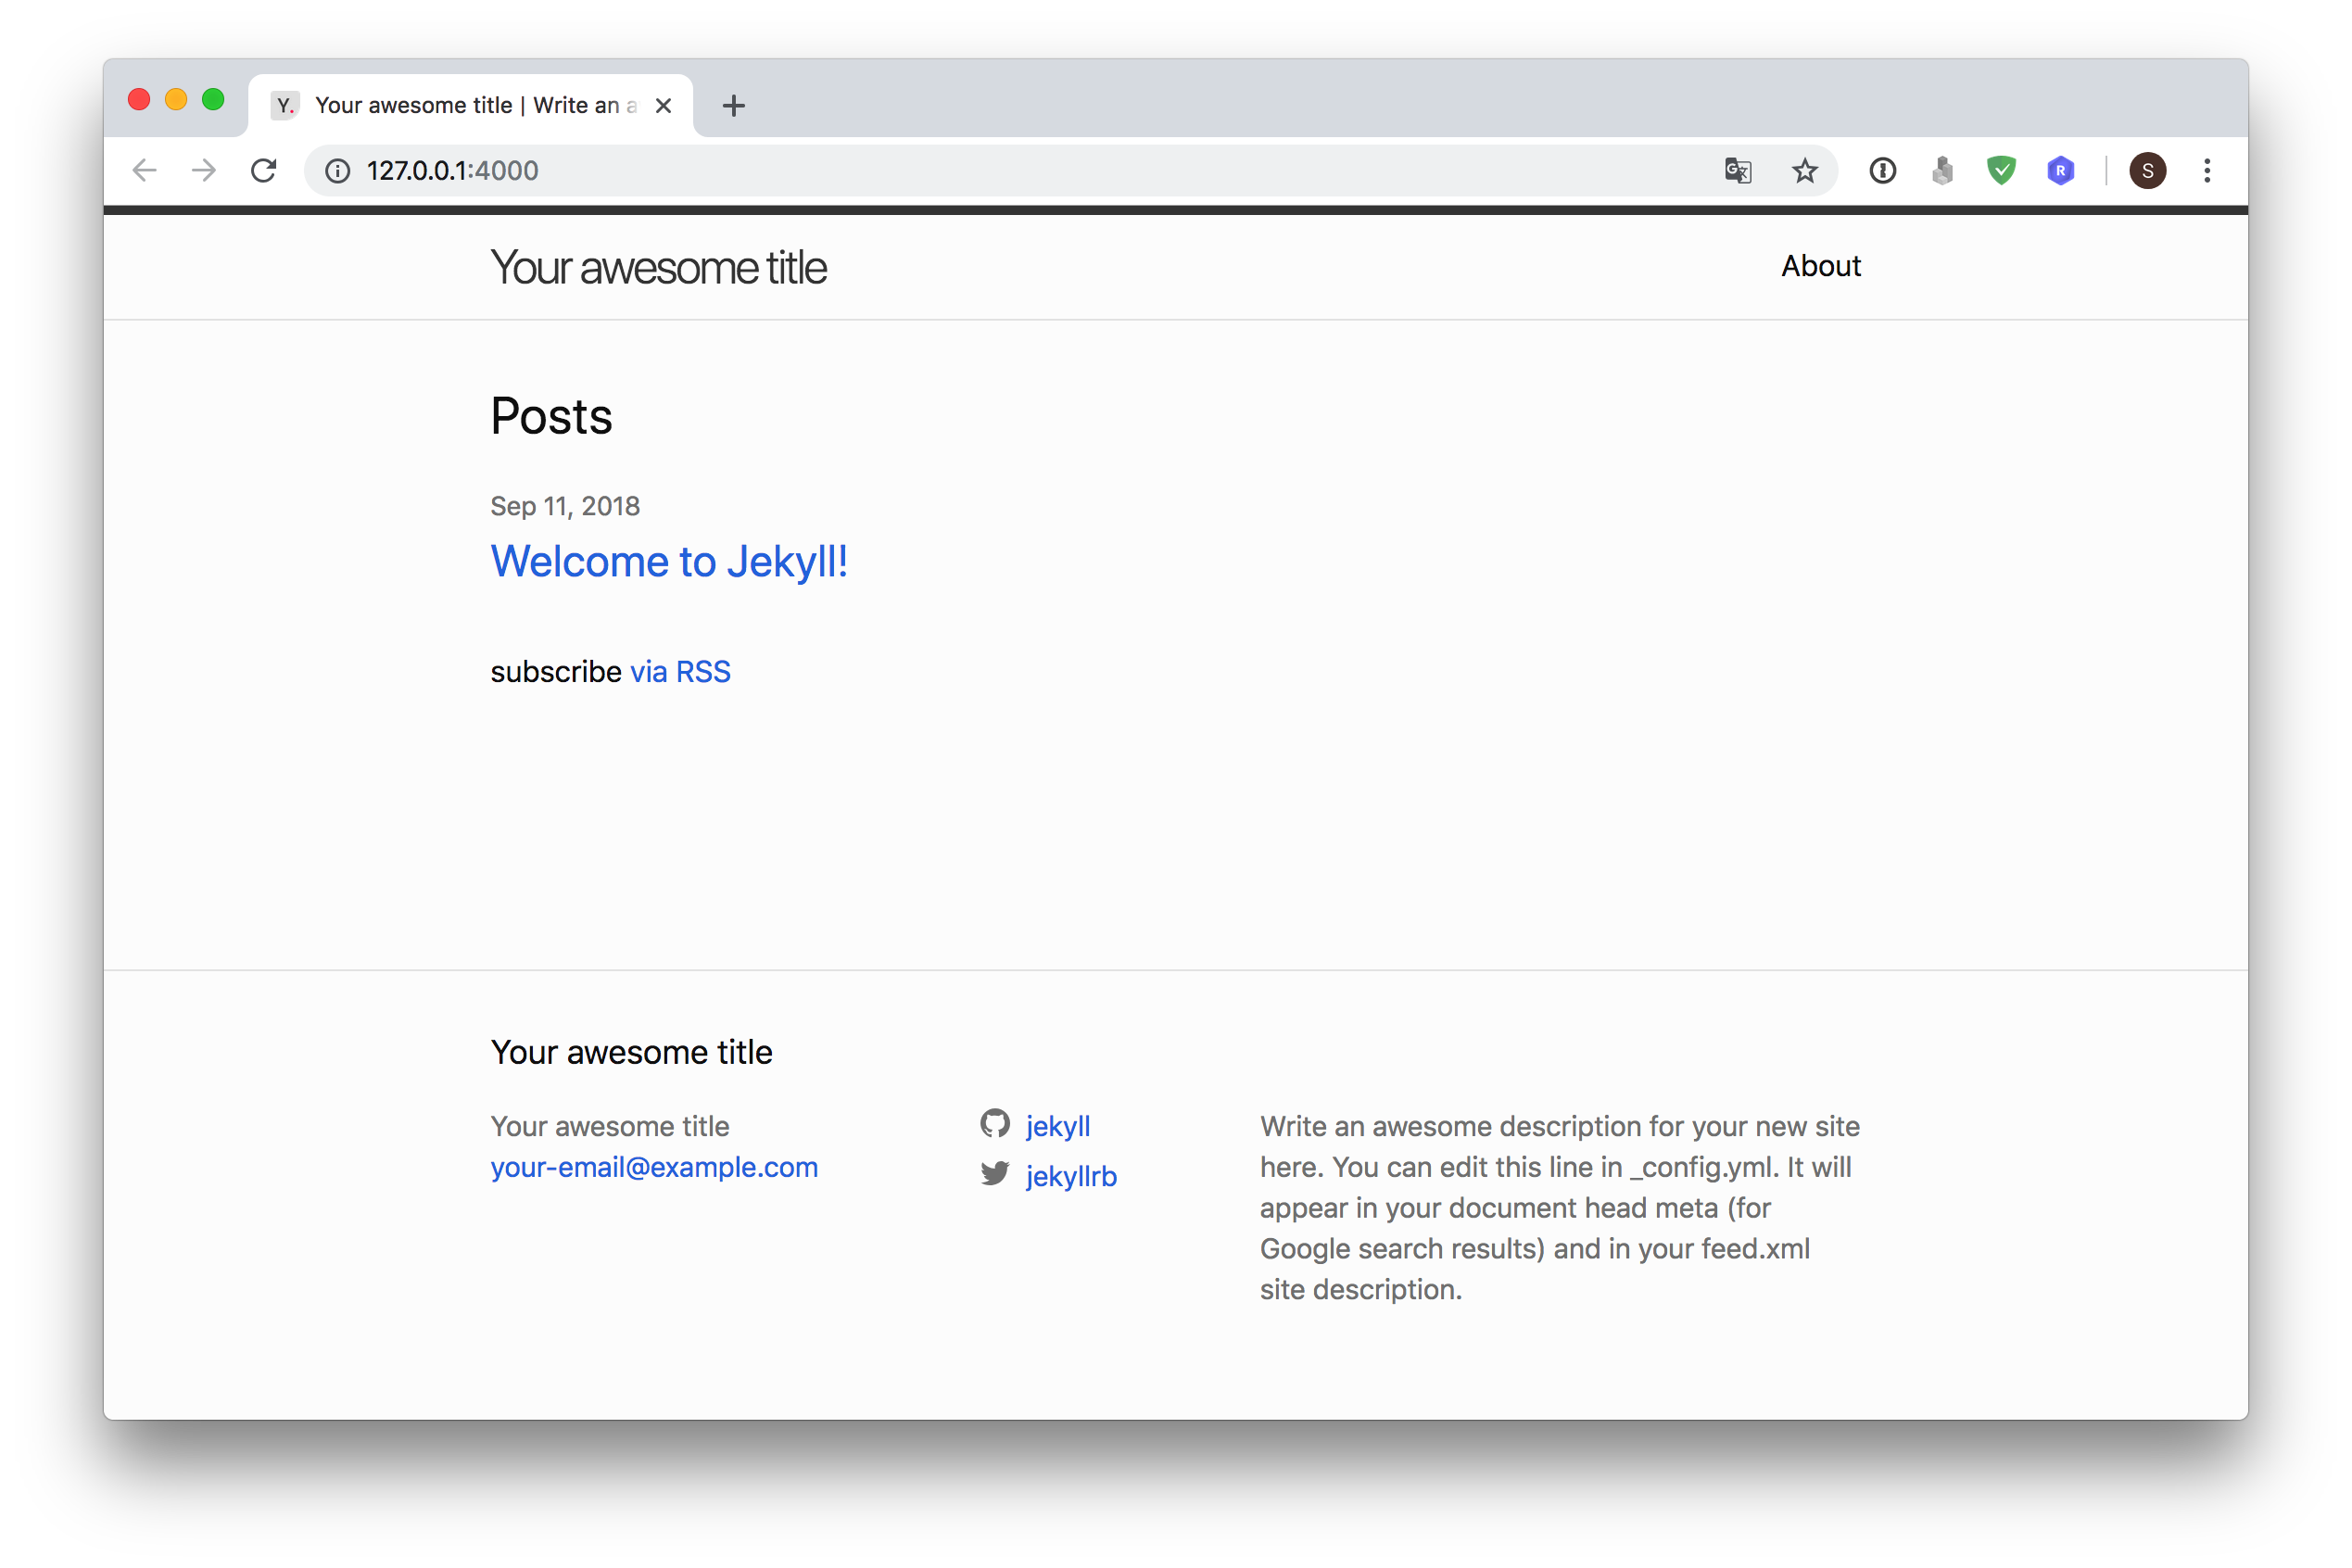 Y. Your awesome title | Write an a
127.0.0.1:4000
R
S
Your awesome title
About
Posts
Sep 11, 2018
Welcome to Jekyll!
subscribe via RSS
Your awesome title
Your awesome title
your-email@example.com
jekyll
jekyllrb
Write an awesome description for your new site
here. You can edit this line in _config.yml. It will
appear in your document head meta (for
Google search results) and in your feed.xml
site description.